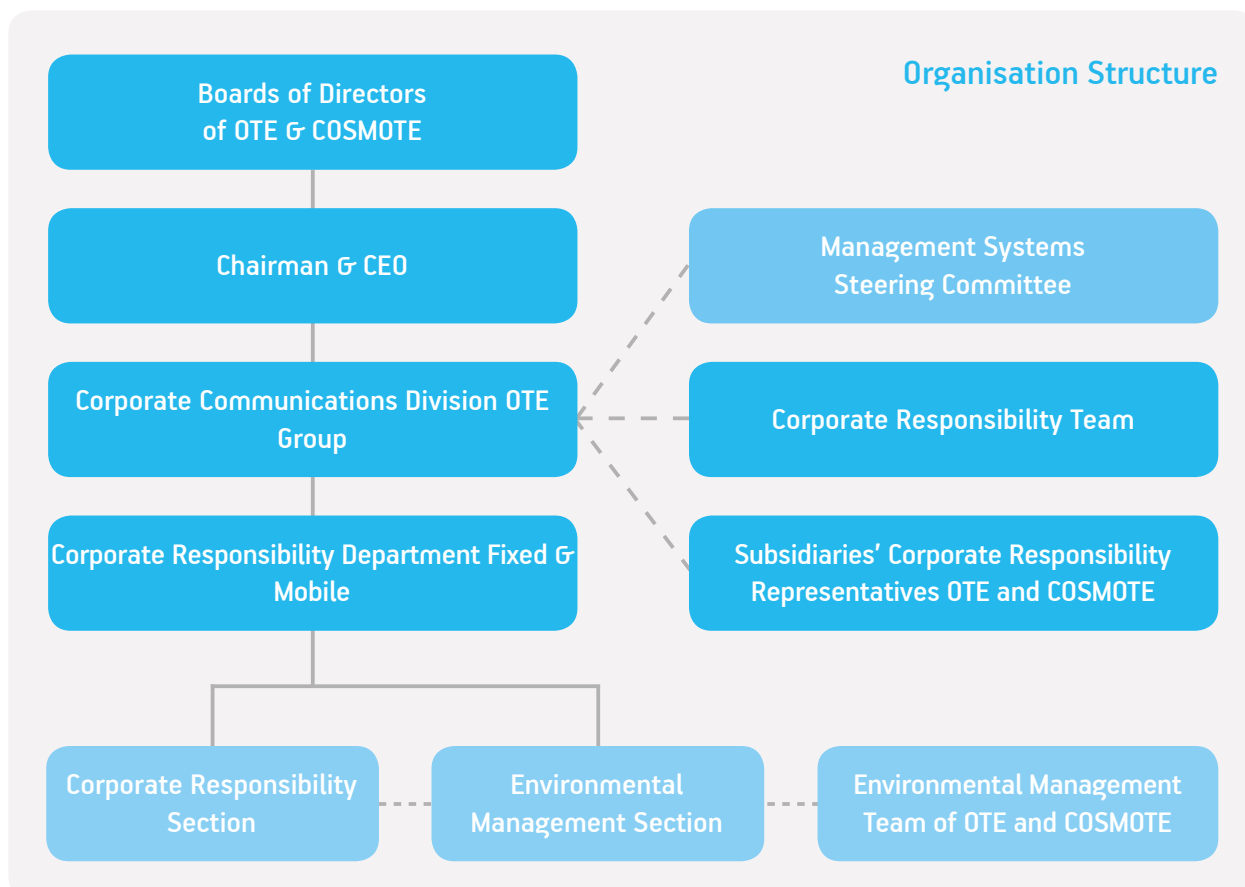 Organisation Structure
Boards of Directors
of OTE & COSMOTE
Chairman & CEO
Management Systems
Steering Committee
Corporate Communications Division OTE
Group
Corporate Responsibility Team
Corporate Responsibility Department Fixed &
Mobile
Subsidiaries’ Corporate Responsibility
Representatives OTE and COSMOTE
Corporate Responsibility
Section
Environmental
Management Section
Environmental Management
Team of OTE and COSMOTE